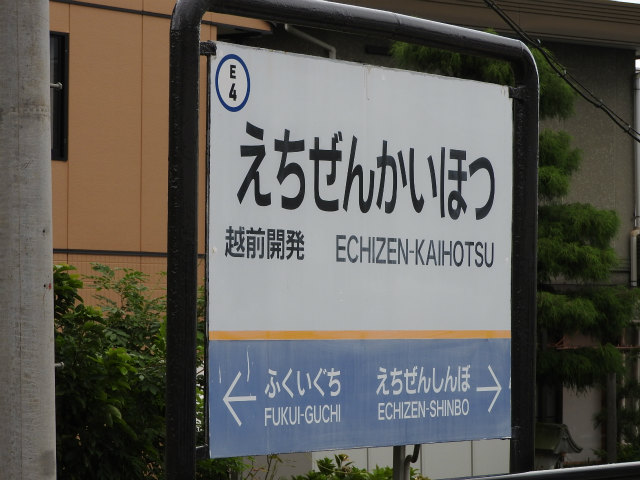 E
4
えちぜんかいほつ
越前開発 ECHIZEN-KAIHOTSU
ふくいぐち えちぜんしんぼ
FUKUI-GUCHI ECHIZEN-SHINBO